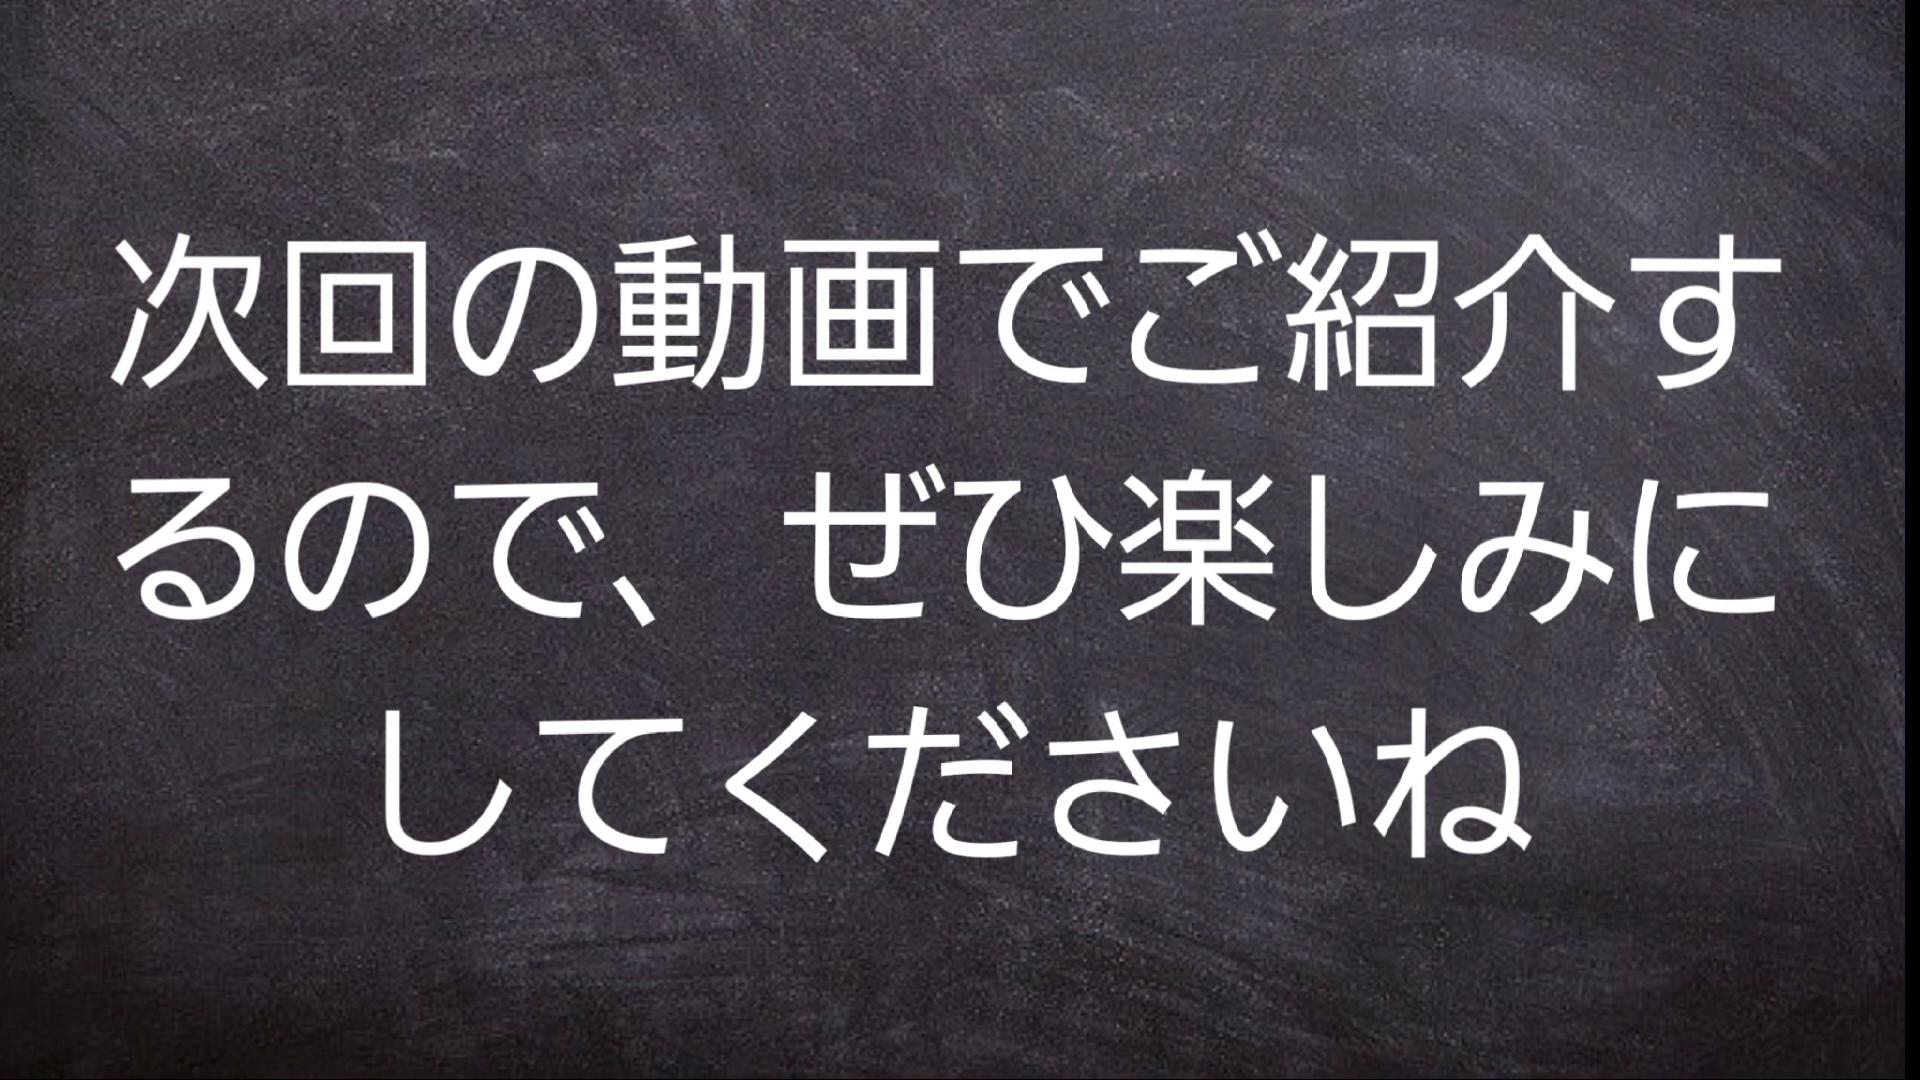 次回の動画でご紹介す
るので、ぜひ楽しみに
してくださいね